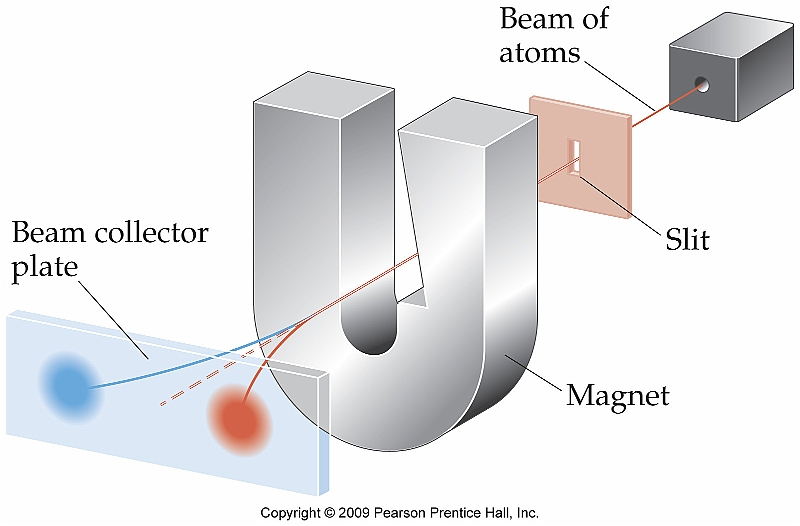 Beam of
atoms
Slit
Beam collector
plate
Magnet
Copyright © 2009 Pearson Prentice Hall, Inc.